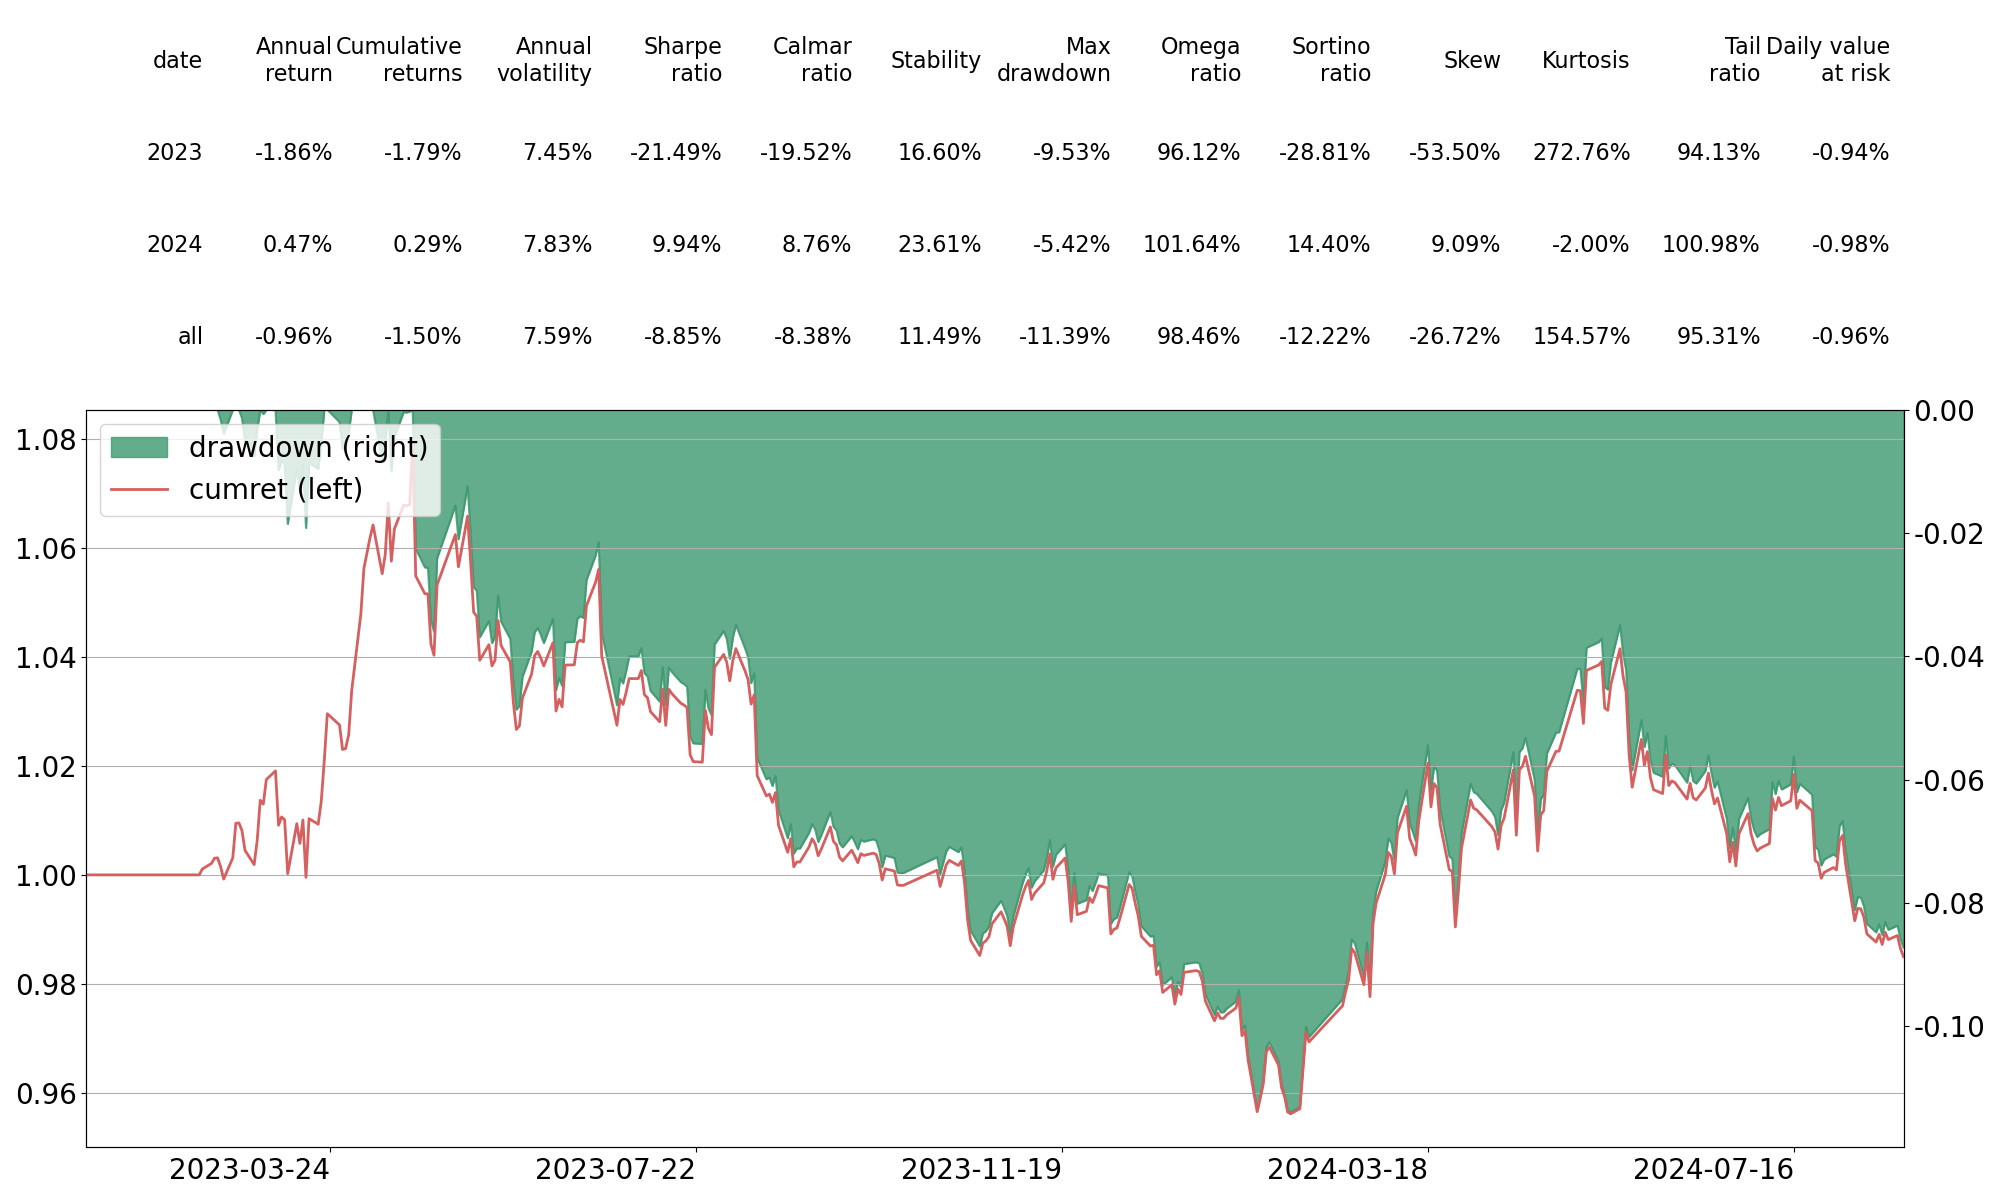 date Annual return Cumulative returns Annual volatility Sharpe ratio Calmar ratio Stability Max drawdown Omega ratio Sortino ratio Skew Kurtosis Tail ratio Daily value at risk
2023 -1.86% -1.79% 7.45% -21.49% -19.52% 16.60% -9.53% 96.12% -28.81% -53.50% 272.76% 94.13% -0.94%
2024 0.47% 0.29% 7.83% 9.94% 8.76% 23.61% -5.42% 101.64% 14.40% 9.09% -2.00% 100.98% -0.98%
all -0.96% -1.50% 7.59% -8.85% -8.38% 11.49% -11.39% 98.46% -12.22% -26.72% 154.57% 95.31% -0.96%
drawdown (right)
cumret (left)
1.08
1.06
1.04
1.02
1.00
0.98
0.96
0.00
-0.02
-0.04
-0.06
-0.08
-0.10
2023-03-24 2023-07-22 2023-11-19 2024-03-18 2024-07-16